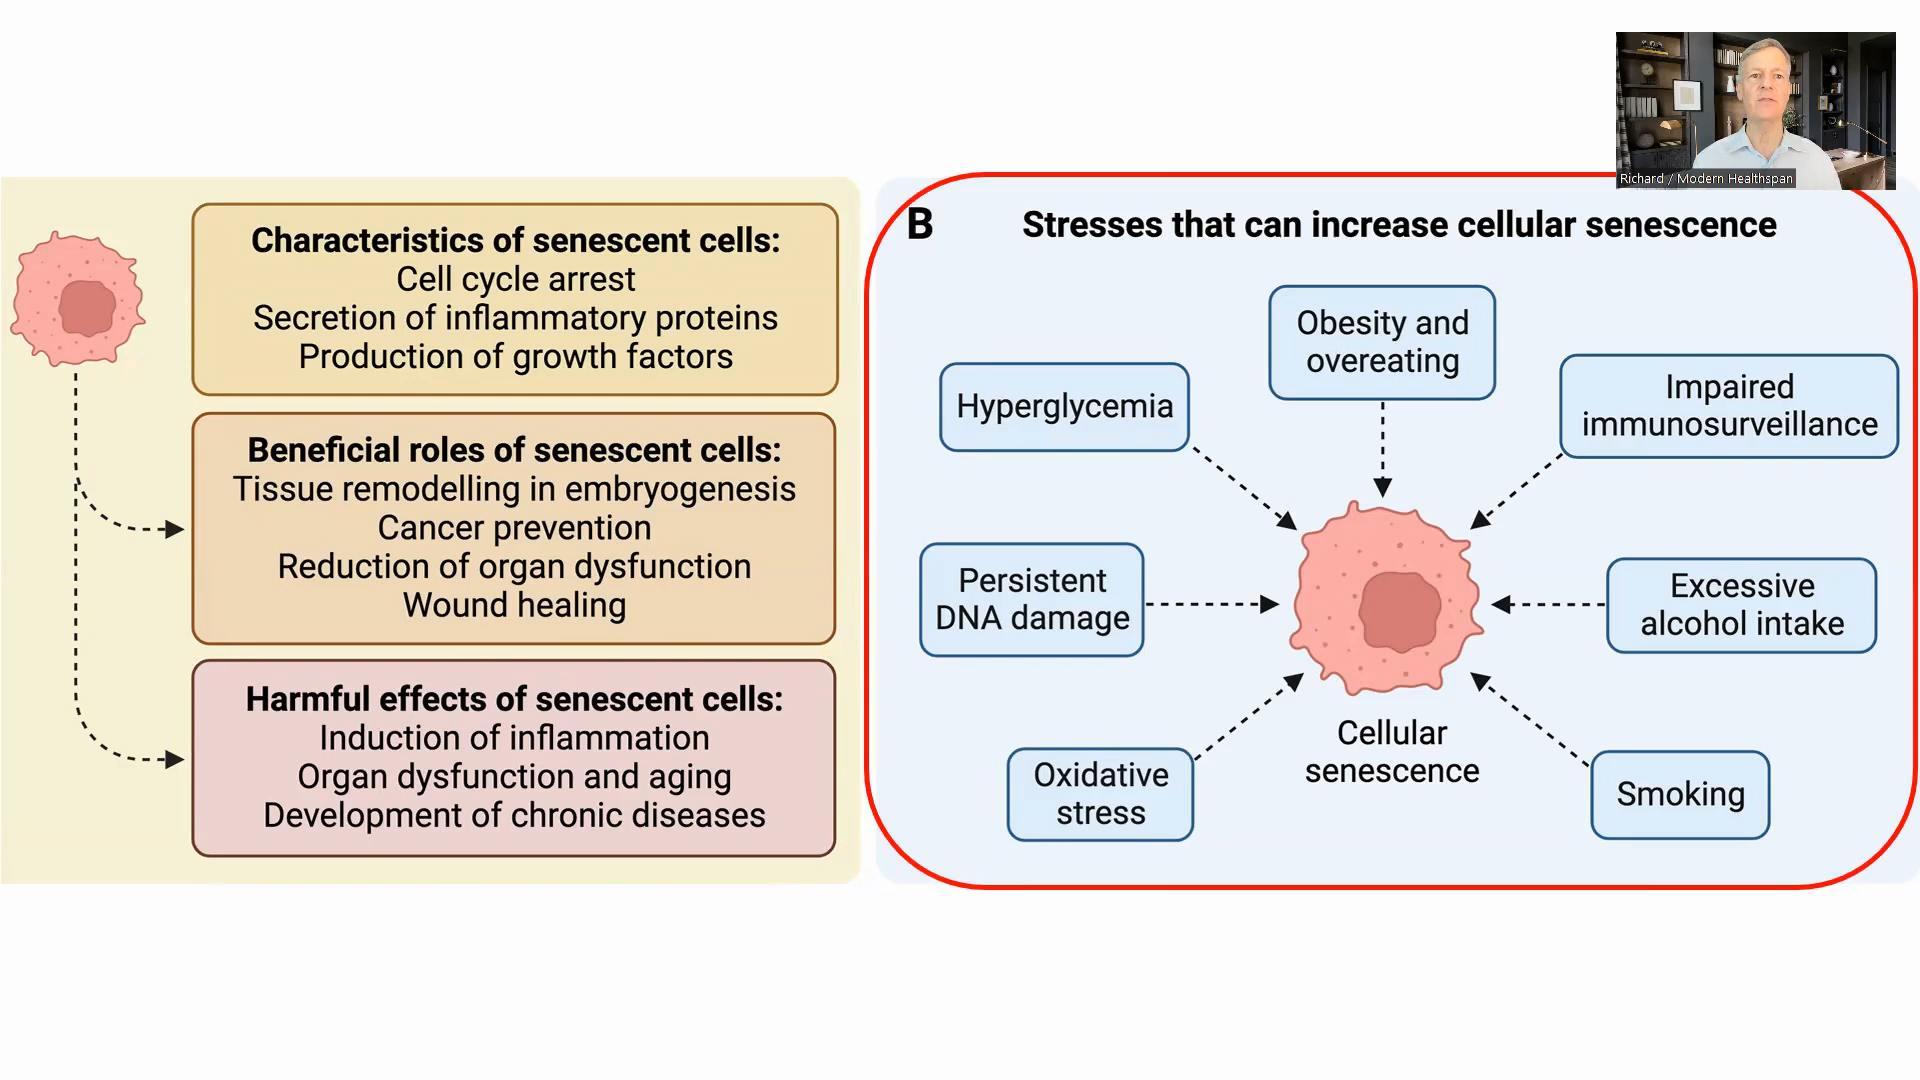 Richard / Modern Healthspan
Characteristics of senescent cells:
Cell cycle arrest
Secretion of inflammatory proteins
Production of growth factors
Beneficial roles of senescent cells:
Tissue remodelling in embryogenesis
Cancer prevention
Reduction of organ dysfunction
Wound healing
Harmful effects of senescent cells:
Induction of inflammation
Organ dysfunction and aging
Development of chronic diseases
B
Stresses that can increase cellular senescence
Obesity and
overeating
Hyperglycemia
Impaired
immunosurveillance
Persistent
DNA damage
Excessive
alcohol intake
Oxidative
stress
Cellular
senescence
Smoking